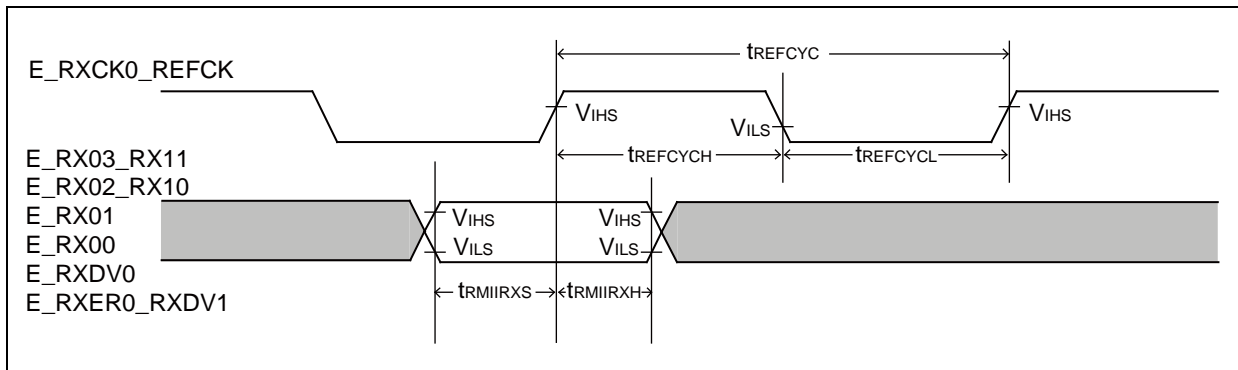 tREFCYC
E_RXCK0_REFCK
VIHS
VILS
VIHS
tREFCYCH
tREFCYCL
E_RX03_RX11
E_RX02_RX10
E_RX01
E_RX00
E_RXDV0
E_RXER0_RXDV1
VIHS
VIHS
VILS
VILS
tRMIIRXS
tRMIIRXH